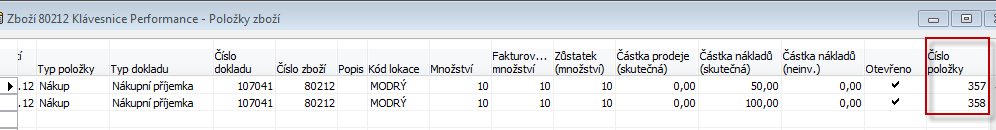 Zboží 80212 Klávesnice Performance - Položky zboží
Číslo Fakturov... Zůstatek Částka prodeje Částka nákladů Částka nákladů Číslo
Typ položky Typ dokladu dokladu Číslo zboží Popis Kód lokace Množství množství (množství) (skutečná) (skutečná) (neinv.) Otevřeno položky
.12 Nákup Nákupní příjemka 107041 80212 MODRÝ 10 10 10 0,00 50,00 0,00 ✓ 357
.12 Nákup Nákupní příjemka 107041 80212 MODRÝ 10 10 10 0,00 100,00 0,00 ✓ 358